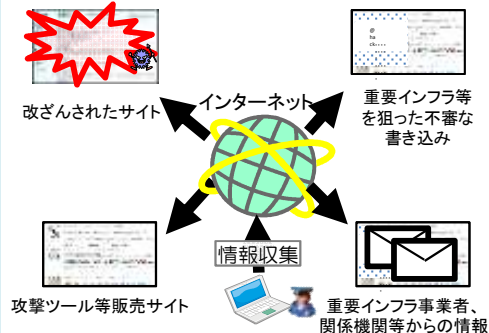 @
ha
ck
改ざんされたサイト
インターネット
重要インフラ等
を狙った不審な
書き込み
情報収集
攻撃ツール等販売サイト
重要インフラ事業者、
関係機関等からの情報